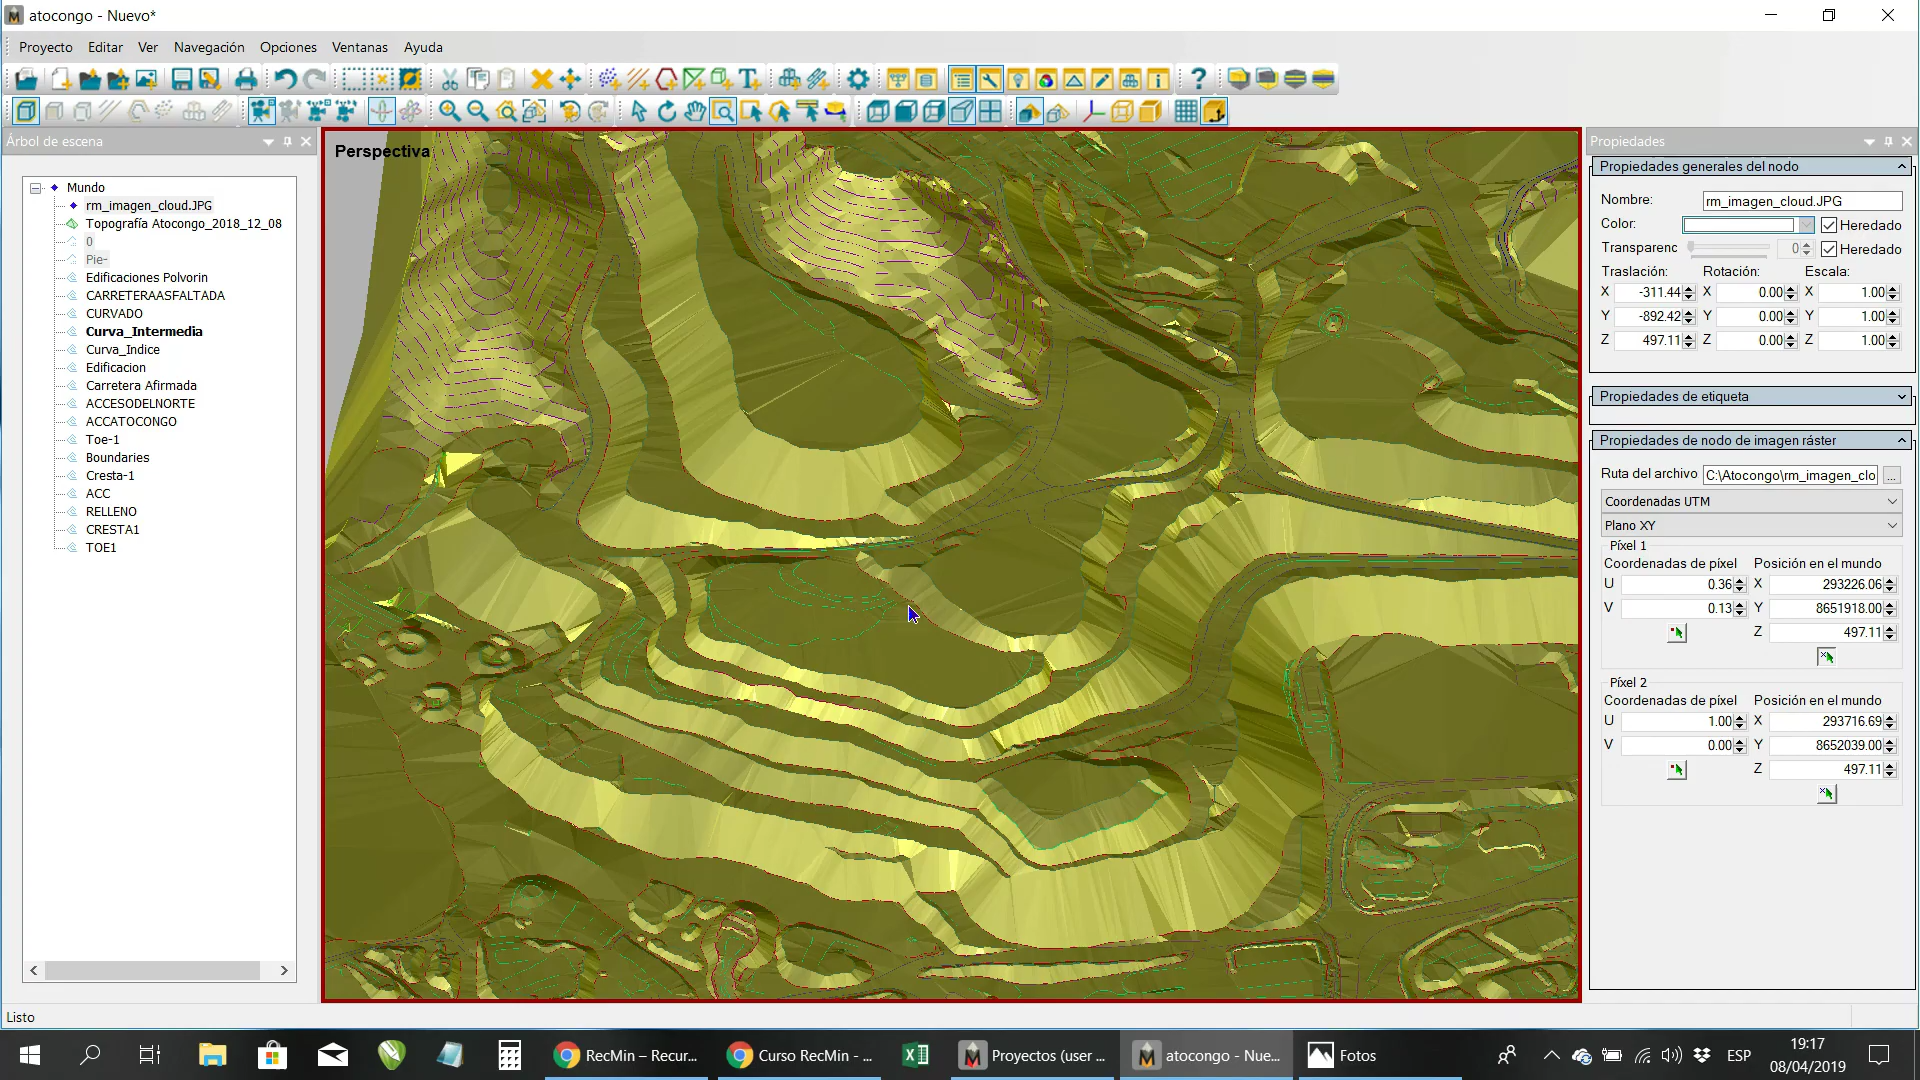 atocongo - Nuevo*
Proyecto Editar Ver Navegación Opciones Ventanas Ayuda
Árbol de escena
Mundo
rm_imagen_cloud.JPG
Topografía Atocongo_2018_12_08
0
Pie-
Edificaciones Polvorin
CARRETERAASFALTADA
CURVADO
Curva_Intermedia
Curva_Indice
Edificacion
Carretera Afirmada
ACCESODELNORTE
ACCATOCONGO
Toe-1
Boundaries
Cresta-1
ACC
RELLENO
CRESTA1
TOE1
Perspectiva
Propiedades
Propiedades generales del nodo
Nombre: rm_imagen_cloud.JPG
Color: Heredado
Transparenc 0 Heredado
Traslación: Rotación: Escala:
X -311.44 X 0.00 X 1.00
Y -892.42 Y 0.00 Y 1.00
Z 497.11 Z 0.00 Z 1.00
Propiedades de etiqueta
Propiedades de nodo de imagen ráster
Ruta del archivo C:\Atocongo\rm_imagen_clo ...
Coordenadas UTM
Plano XY
Píxel 1
Coordenadas de píxel Posición en el mundo
U 0.36 X 293226.06
V 0.13 Y 8651918.00
Z 497.11
Píxel 2
Coordenadas de píxel Posición en el mundo
U 1.00 X 293716.69
V 0.00 Y 8652039.00
Z 497.11
Listo
RecMin – Recur... Curso RecMin - ... Proyectos (user ... atocongo - Nue... Fotos ESP 19:17
08/04/2019